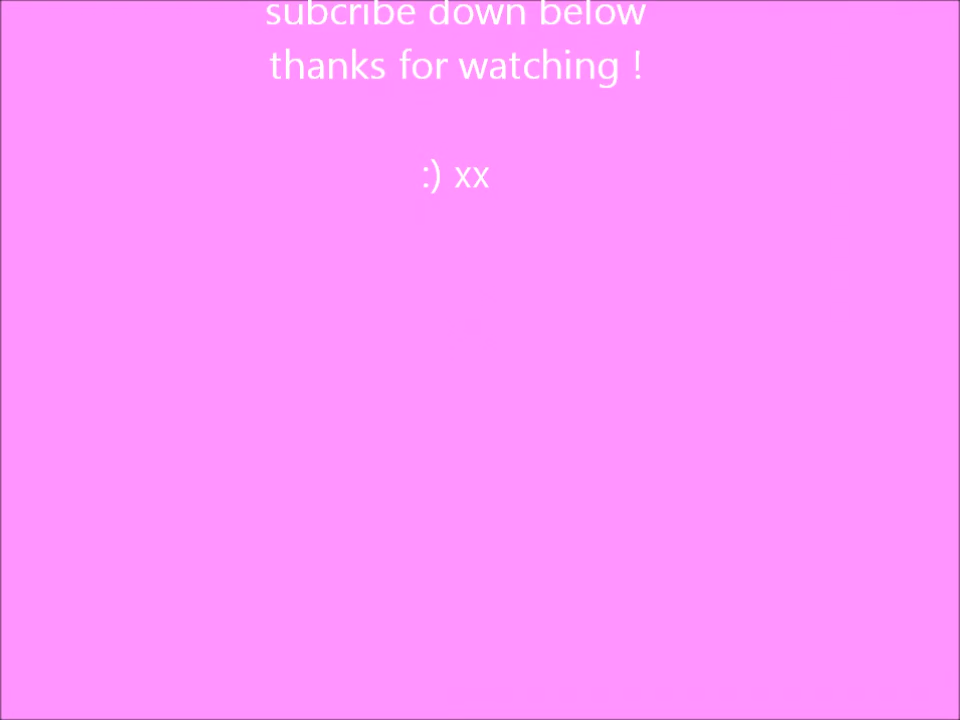 subcribe down below
thanks for watching !
:) xx